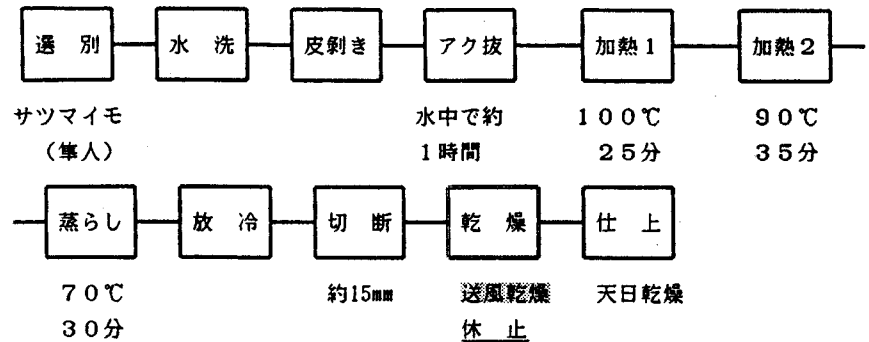 選別 水洗 皮剝き アク抜 加熱1 加熱2
サツマイモ 水中で約 100℃ 90℃
(隼人) 1時間 25分 35分
蒸らし 放冷 切断 乾燥 仕上
70℃ 約15mm 送風乾燥 天日乾燥
30分 休止